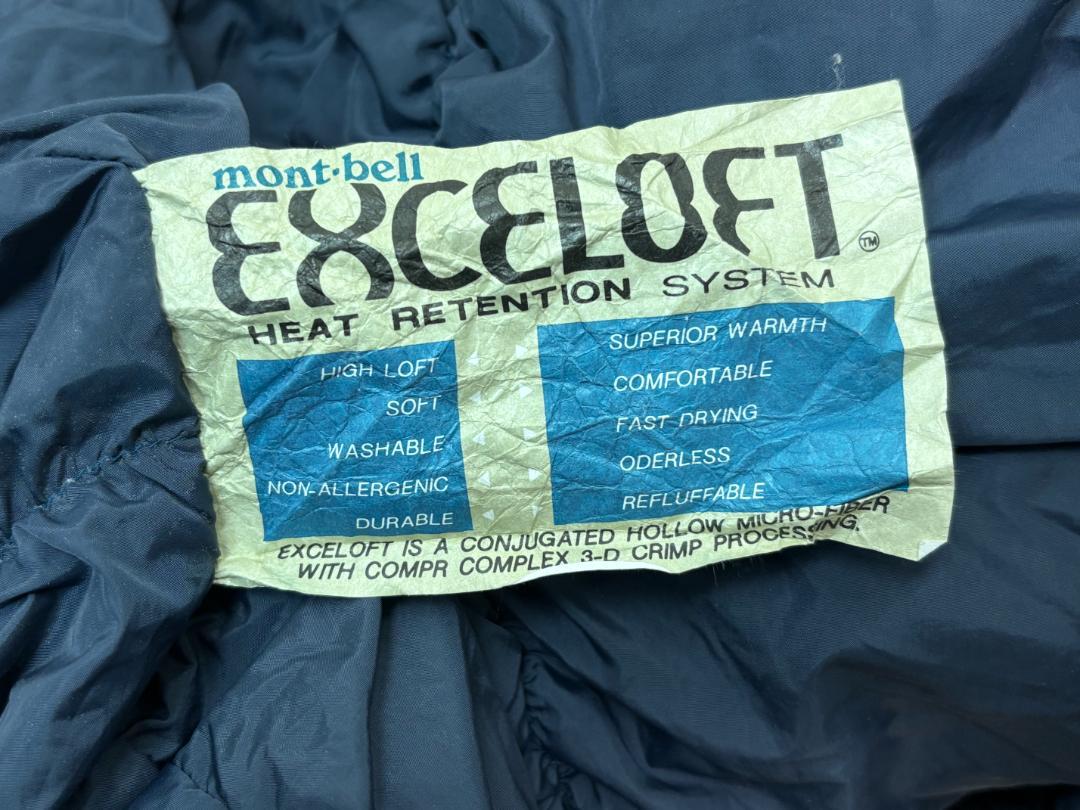 mont·bell
EXCELOFT™
HEAT RETENTION SYSTEM
HIGH LOFT
SOFT
WASHABLE
NON-ALLERGENIC
DURABLE
SUPERIOR WARMTH
COMFORTABLE
FAST DRYING
ODERLESS
REFLUFFABLE
EXCELOFT IS A CONJUGATED HOLLOW MICRO-FIBER
WITH COMPR COMPLEX 3-D CRIMP PROCESSING.